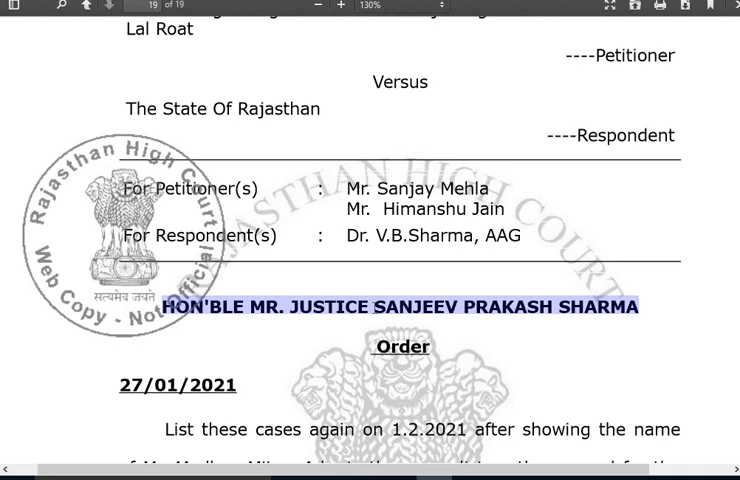 19 of 19
130%
Lal Roat
----Petitioner
Versus
The State Of Rajasthan
----Respondent
For Petitioner(s) : Mr. Sanjay Mehla
Mr. Himanshu Jain
For Respondent(s) : Dr. V.B.Sharma, AAG
HON'BLE MR. JUSTICE SANJEEV PRAKASH SHARMA
Order
27/01/2021
List these cases again on 1.2.2021 after showing the name
Rajasthan High Court
Web Copy - Not Official
सत्यमेव जयते
RAJASTHAN HIGH COURT